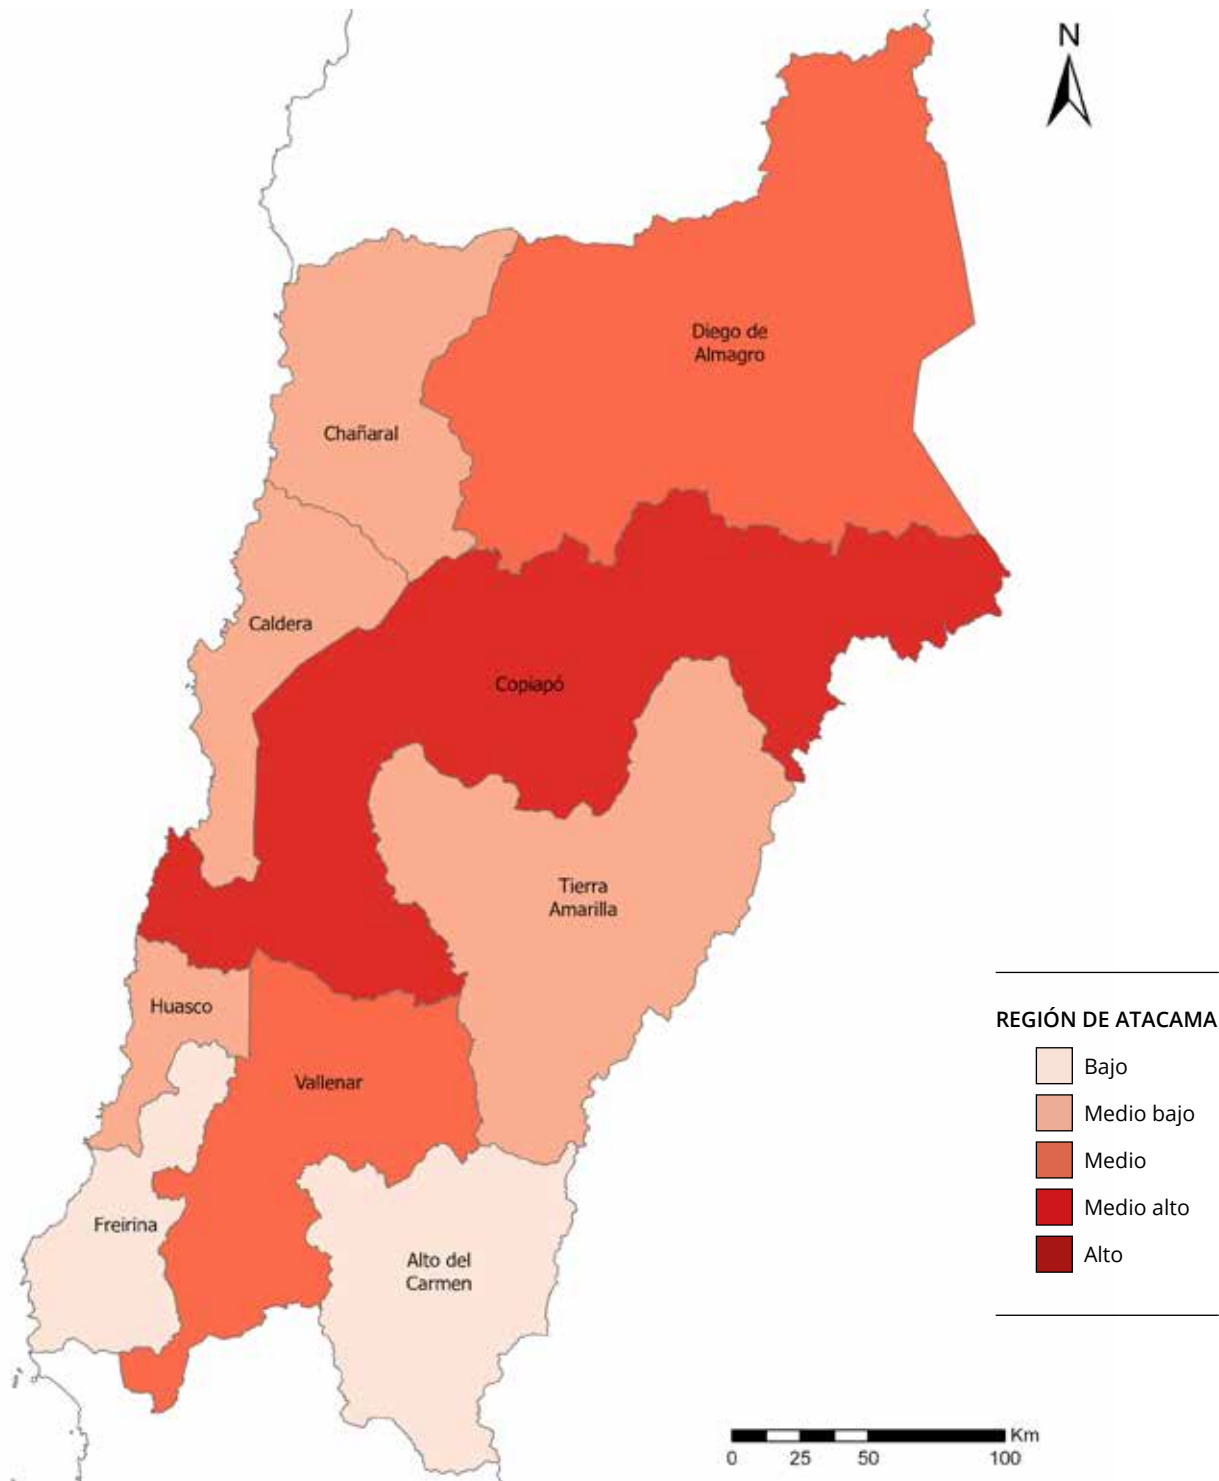 N
Diego de
Almagro
Chañaral
Caldera
Copiapó
Tierra
Amarilla
Huasco
Vallenar
Freirina
Alto del
Carmen
REGIÓN DE ATACAMA
Bajo
Medio bajo
Medio
Medio alto
Alto
Km
0 25 50 100